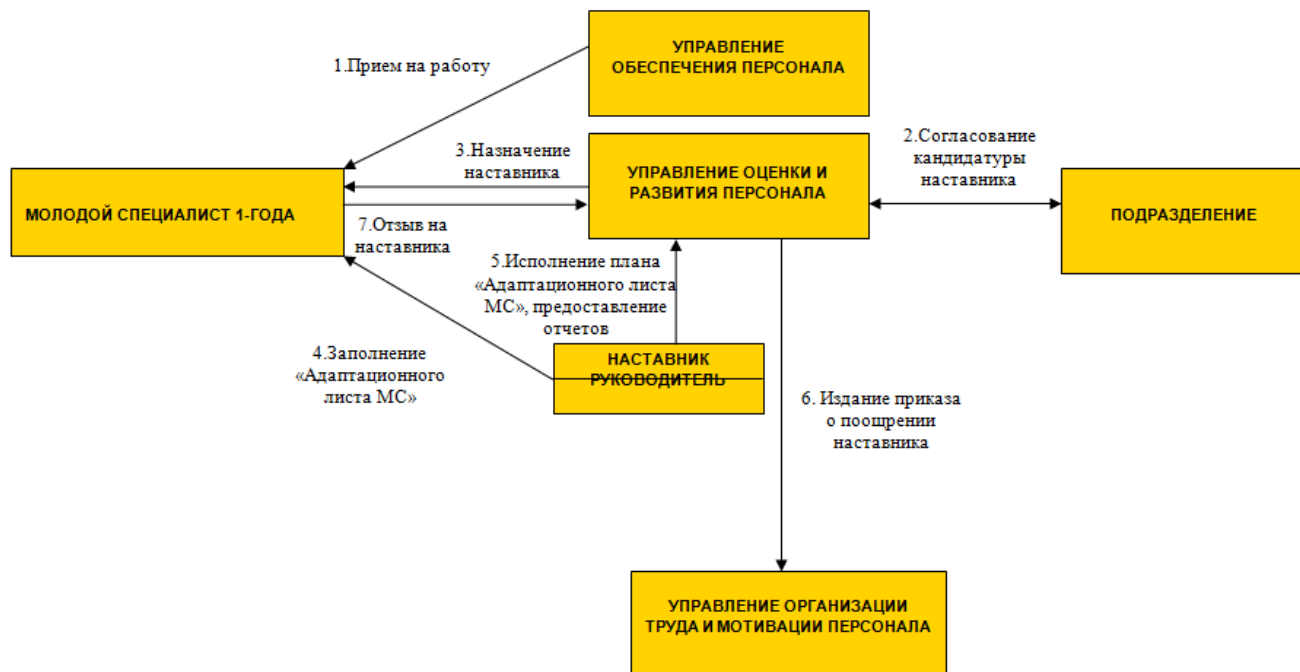 УПРАВЛЕНИЕ
ОБЕСПЕЧЕНИЯ ПЕРСОНАЛА
1.Прием на работу
2.Согласование
кандидатуры
наставника
3.Назначение
наставника
УПРАВЛЕНИЕ ОЦЕНКИ И
РАЗВИТИЯ ПЕРСОНАЛА
МОЛОДОЙ СПЕЦИАЛИСТ 1-ГОДА
ПОДРАЗДЕЛЕНИЕ
7.Отзыв на
наставника
5.Исполнение плана
«Адаптационного листа
МС», предоставление
отчетов
4.Заполнение
«Адаптационного
листа МС»
НАСТАВНИК
РУКОВОДИТЕЛЬ
6. Издание приказа
о поощрении
наставника
УПРАВЛЕНИЕ ОРГАНИЗАЦИИ
ТРУДА И МОТИВАЦИИ ПЕРСОНАЛА